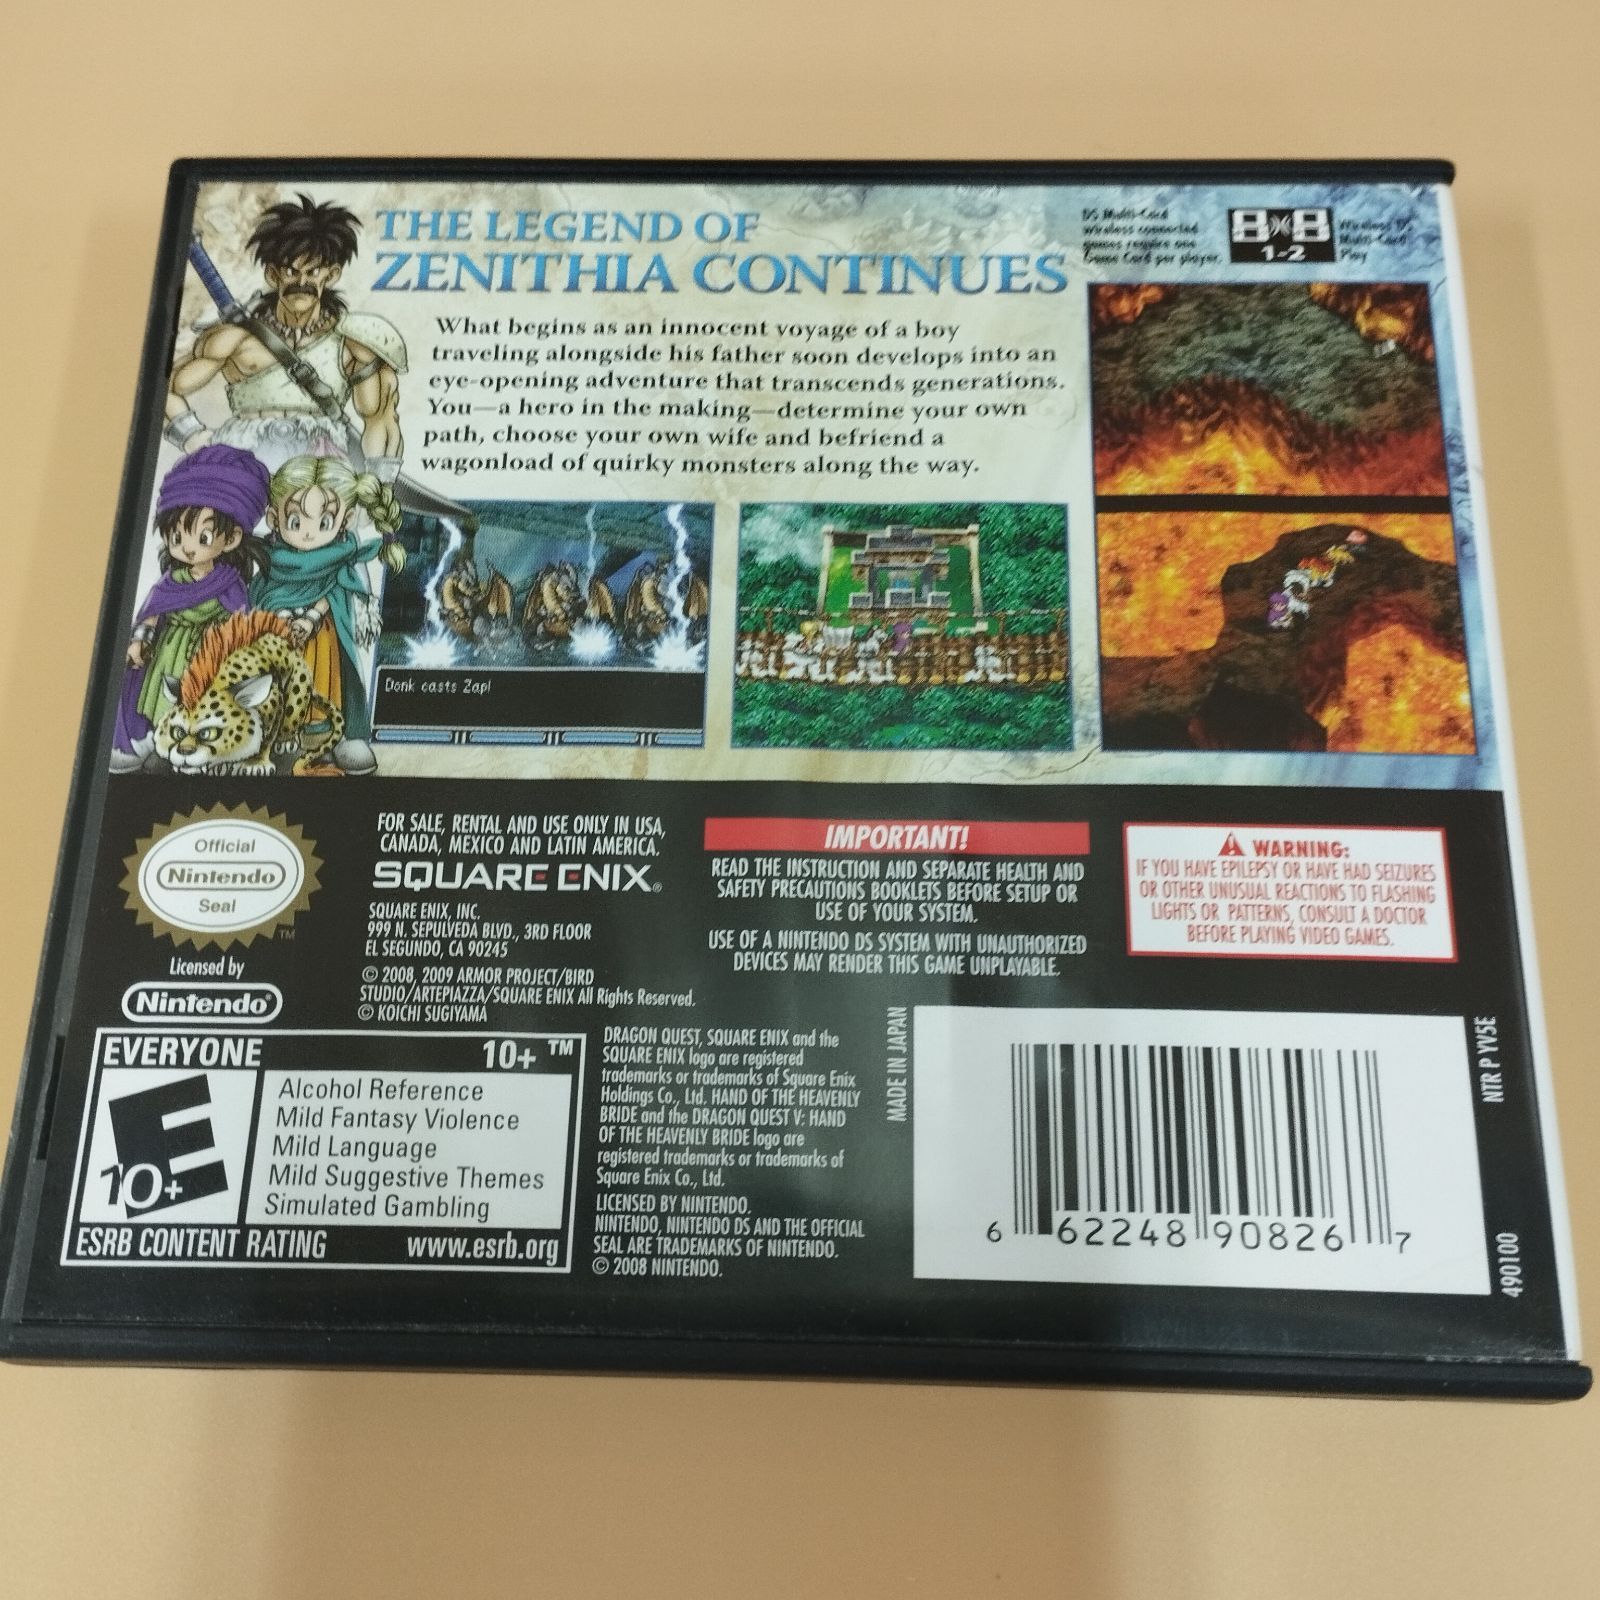 THE LEGEND OF
ZENITHIA CONTINUES
What begins as an innocent voyage of a boy
traveling alongside his father soon develops into an
eye-opening adventure that transcends generations.
You—a hero in the making—determine your own
path, choose your own wife and befriend a
wagonload of quirky monsters along the way.
DS Multi-Card
wireless connected
games require one
Game Card per player.
1-2
Wireless DS
Multi-Card
Play
Donk casts Zap!
Official
Nintendo
Seal
TM
Licensed by
Nintendo®
FOR SALE, RENTAL AND USE ONLY IN USA,
CANADA, MEXICO AND LATIN AMERICA.
SQUARE ENIX®
SQUARE ENIX, INC.
999 N. SEPULVEDA BLVD., 3RD FLOOR
EL SEGUNDO, CA 90245
© 2008, 2009 ARMOR PROJECT/BIRD
STUDIO/ARTEPIAZZA/SQUARE ENIX All Rights Reserved.
© KOICHI SUGIYAMA
IMPORTANT!
READ THE INSTRUCTION AND SEPARATE HEALTH AND
SAFETY PRECAUTIONS BOOKLETS BEFORE SETUP OR
USE OF YOUR SYSTEM.
USE OF A NINTENDO DS SYSTEM WITH UNAUTHORIZED
DEVICES MAY RENDER THIS GAME UNPLAYABLE.
WARNING:
IF YOU HAVE EPILEPSY OR HAVE HAD SEIZURES
OR OTHER UNUSUAL REACTIONS TO FLASHING
LIGHTS OR PATTERNS, CONSULT A DOCTOR
BEFORE PLAYING VIDEO GAMES.
EVERYONE 10+ ™
E
10+
Alcohol Reference
Mild Fantasy Violence
Mild Language
Mild Suggestive Themes
Simulated Gambling
ESRB CONTENT RATING www.esrb.org
DRAGON QUEST, SQUARE ENIX and the
SQUARE ENIX logo are registered
trademarks or trademarks of Square Enix
Holdings Co., Ltd. HAND OF THE HEAVENLY
BRIDE and the DRAGON QUEST V: HAND
OF THE HEAVENLY BRIDE logo are
registered trademarks or trademarks of
Square Enix Co., Ltd.
LICENSED BY NINTENDO.
NINTENDO, NINTENDO DS AND THE OFFICIAL
SEAL ARE TRADEMARKS OF NINTENDO.
© 2008 NINTENDO.
MADE IN JAPAN
6 62248 90826 7
NTR P YV5E
490100